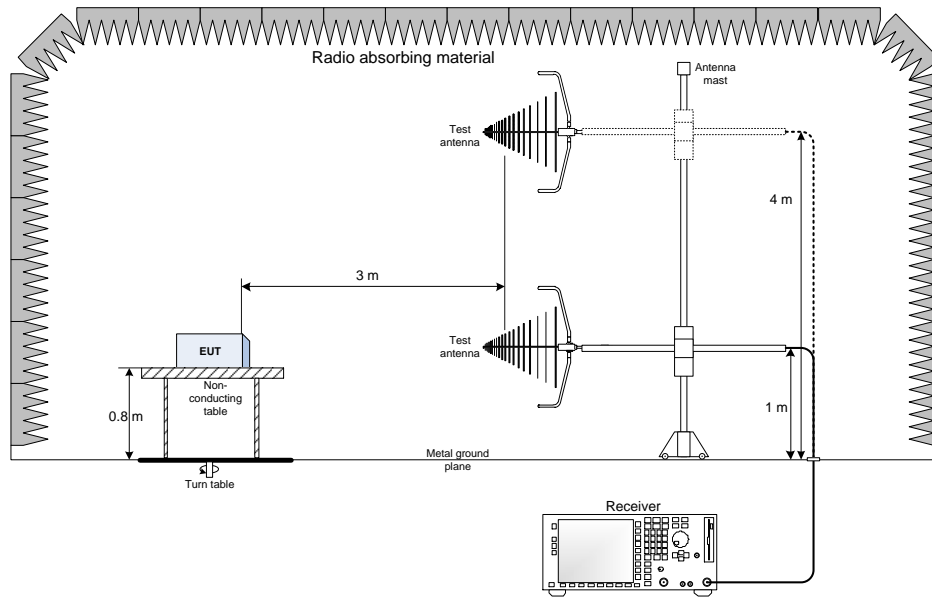 Radio absorbing material
Antenna
mast
Test
antenna
4 m
3 m
Test
antenna
EUT
Non-
conducting
table
0.8 m
1 m
Metal ground
plane
Turn table
Receiver